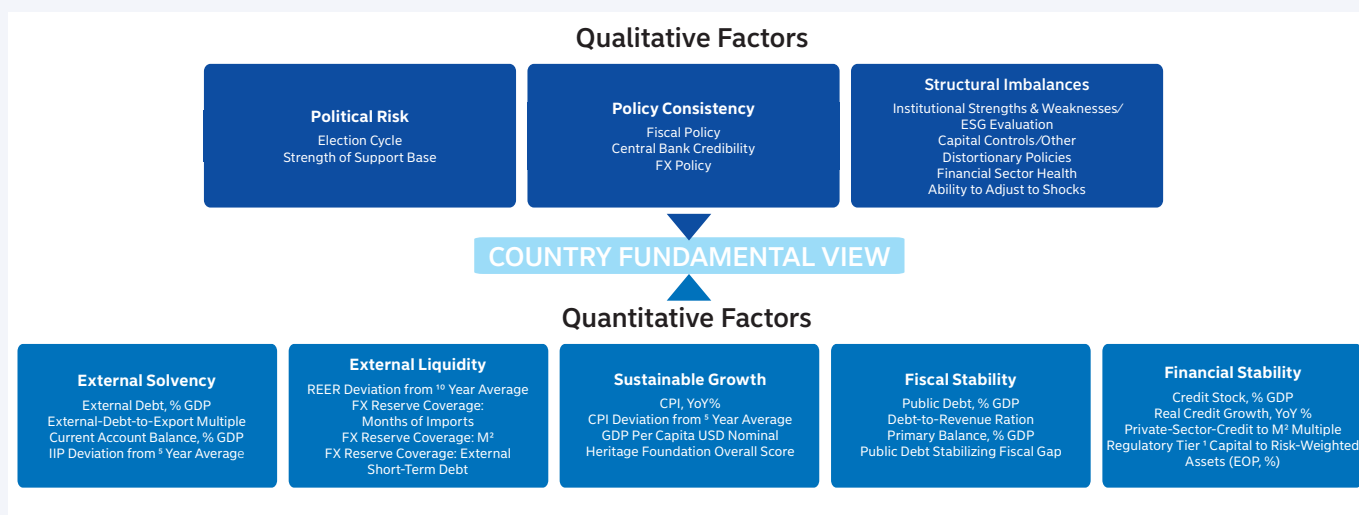 Qualitative Factors
Political Risk
Election Cycle
Strength of Support Base
Policy Consistency
Fiscal Policy
Central Bank Credibility
FX Policy
Structural Imbalances
Institutional Strengths & Weaknesses/
ESG Evaluation
Capital Controls/Other
Distortionary Policies
Financial Sector Health
Ability to Adjust to Shocks
COUNTRY FUNDAMENTAL VIEW
Quantitative Factors
External Solvency
External Debt, % GDP
External-Debt-to-Export Multiple
Current Account Balance, % GDP
IIP Deviation from ⁵ Year Average
External Liquidity
REER Deviation from ¹⁰ Year Average
FX Reserve Coverage:
Months of Imports
FX Reserve Coverage: M²
FX Reserve Coverage: External
Short-Term Debt
Sustainable Growth
CPI, YoY%
CPI Deviation from ⁵ Year Average
GDP Per Capita USD Nominal
Heritage Foundation Overall Score
Fiscal Stability
Public Debt, % GDP
Debt-to-Revenue Ration
Primary Balance, % GDP
Public Debt Stabilizing Fiscal Gap
Financial Stability
Credit Stock, % GDP
Real Credit Growth, YoY %
Private-Sector-Credit to M² Multiple
Regulatory Tier ¹ Capital to Risk-Weighted
Assets (EOP, %)